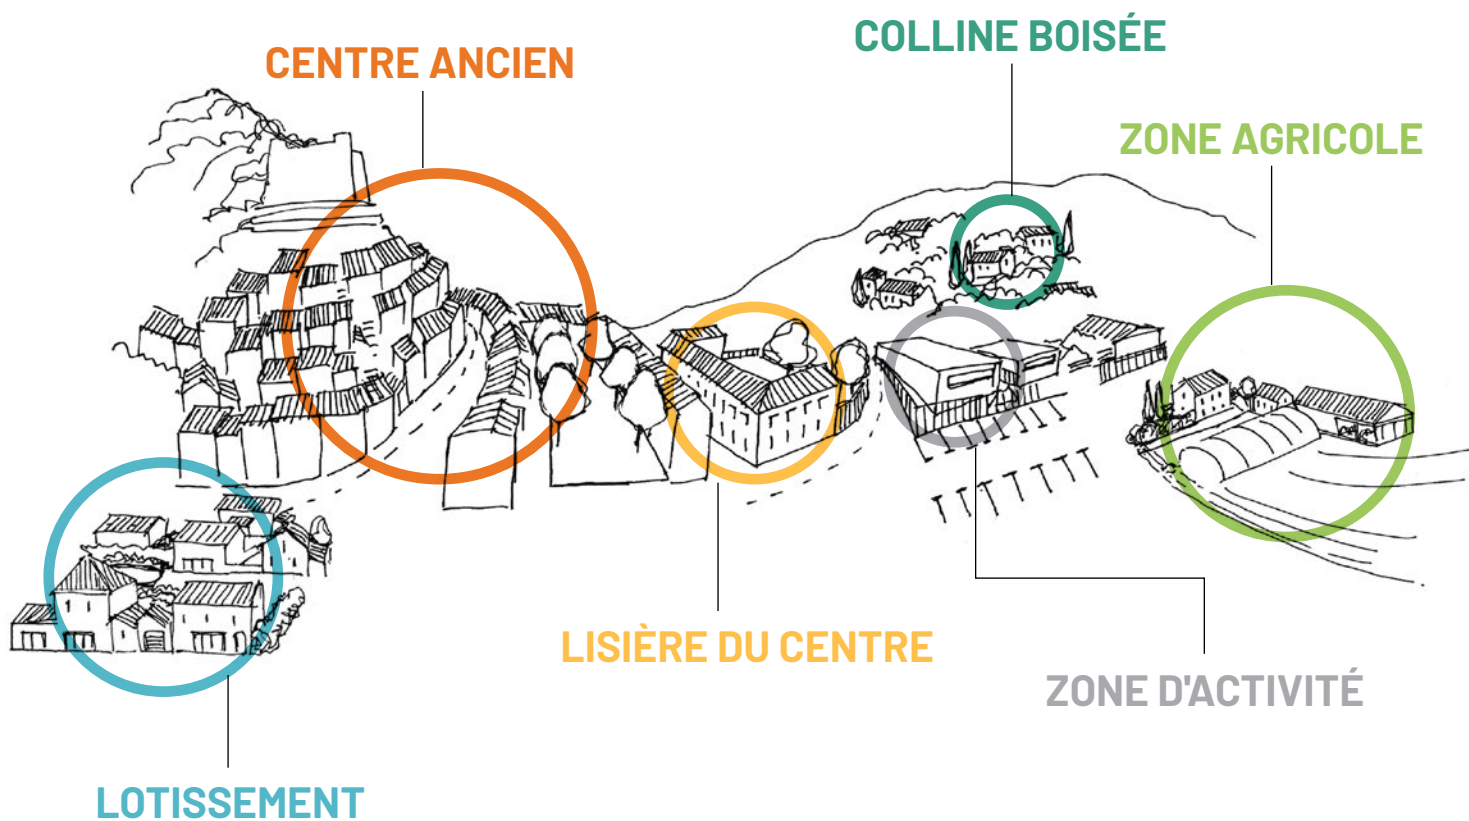 COLLINE BOISÉE
CENTRE ANCIEN
ZONE AGRICOLE
LISIÈRE DU CENTRE
ZONE D'ACTIVITÉ
LOTISSEMENT